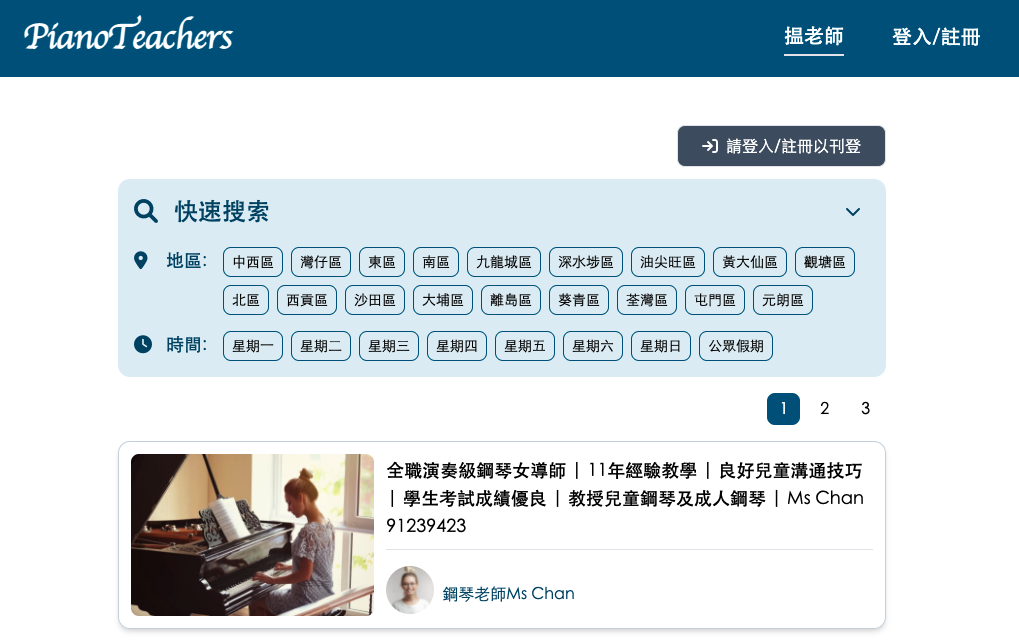 PianoTeachers
搵老師
登入/註冊
請登入/註冊以刊登
快速搜索
地區: 中西區 灣仔區 東區 南區 九龍城區 深水埗區 油尖旺區 黃大仙區 觀塘區
北區 西貢區 沙田區 大埔區 離島區 葵青區 荃灣區 屯門區 元朗區
時間: 星期一 星期二 星期三 星期四 星期五 星期六 星期日 公眾假期
1 2 3
全職演奏級鋼琴女導師 | 11年經驗教學 | 良好兒童溝通技巧
| 學生考試成績優良 | 教授兒童鋼琴及成人鋼琴 | Ms Chan
91239423
鋼琴老師Ms Chan